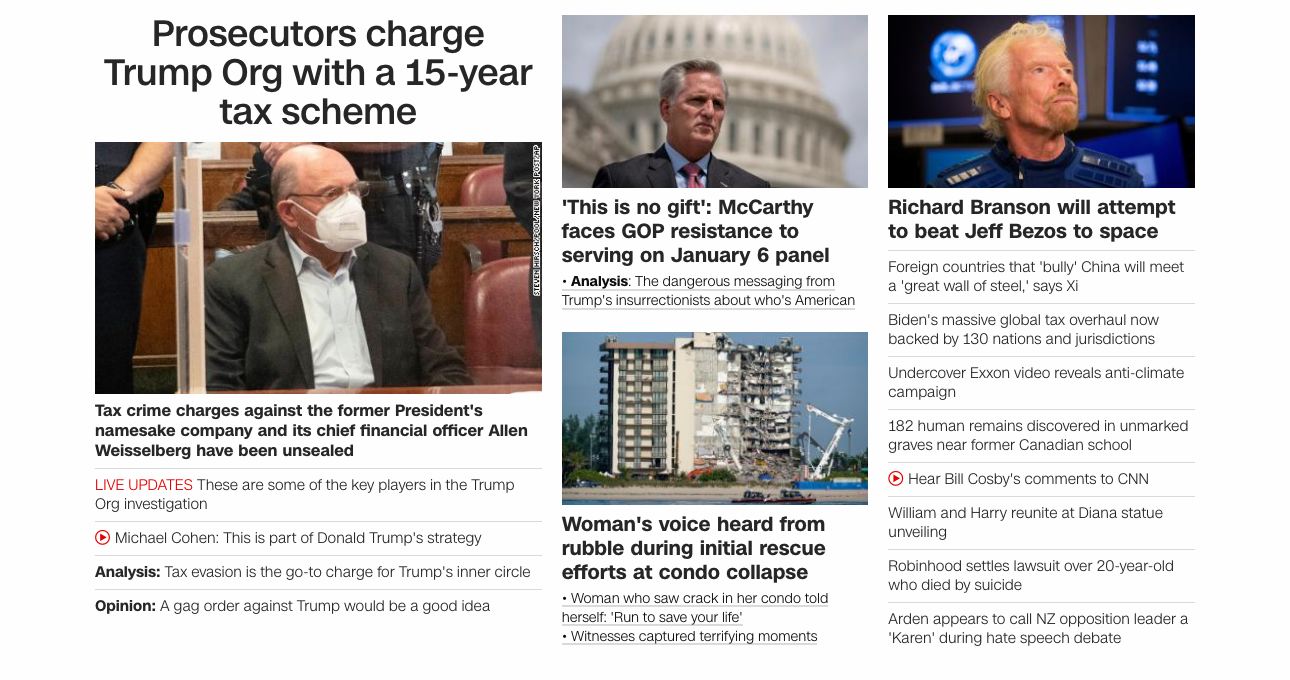 Prosecutors charge
Trump Org with a 15-year
tax scheme
STEVEN HIRSCH/POOL/NEW YORK POST/AP
Tax crime charges against the former President's
namesake company and its chief financial officer Allen
Weisselberg have been unsealed
LIVE UPDATES These are some of the key players in the Trump
Org investigation
Michael Cohen: This is part of Donald Trump's strategy
Analysis: Tax evasion is the go-to charge for Trump's inner circle
Opinion: A gag order against Trump would be a good idea
'This is no gift': McCarthy
faces GOP resistance to
serving on January 6 panel
• Analysis: The dangerous messaging from
Trump's insurrectionists about who's American
Woman's voice heard from
rubble during initial rescue
efforts at condo collapse
• Woman who saw crack in her condo told
herself: 'Run to save your life'
• Witnesses captured terrifying moments
Richard Branson will attempt
to beat Jeff Bezos to space
Foreign countries that 'bully' China will meet
a 'great wall of steel,' says Xi
Biden's massive global tax overhaul now
backed by 130 nations and jurisdictions
Undercover Exxon video reveals anti-climate
campaign
182 human remains discovered in unmarked
graves near former Canadian school
Hear Bill Cosby's comments to CNN
William and Harry reunite at Diana statue
unveiling
Robinhood settles lawsuit over 20-year-old
who died by suicide
Arden appears to call NZ opposition leader a
'Karen' during hate speech debate